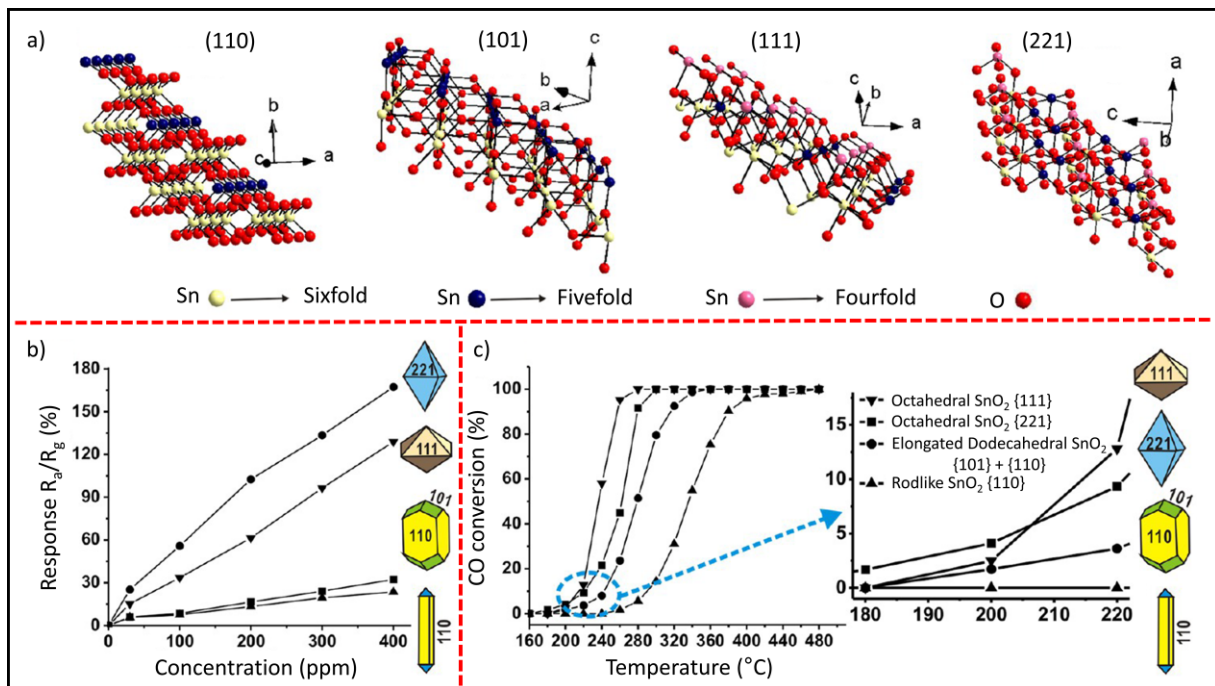 a)
(110)
(101)
(111)
(221)
b
c
a
c
b
a
c
b
a
a
c
b
Sn
Sixfold
Sn
Fivefold
Sn
Fourfold
O
b)
180
150
120
90
60
30
0
Response Ra/Rg (%)
0
100
200
300
400
Concentration (ppm)
221
111
101
110
110
c)
100
80
60
40
20
0
CO conversion (%)
160
200
240
280
320
360
400
440
480
Temperature (°C)
Octahedral SnO2 {111}
Octahedral SnO2 {221}
Elongated Dodecahedral SnO2
{101} + {110}
Rodlike SnO2 {110}
15
10
5
0
180
190
200
210
220
111
221
101
110
110